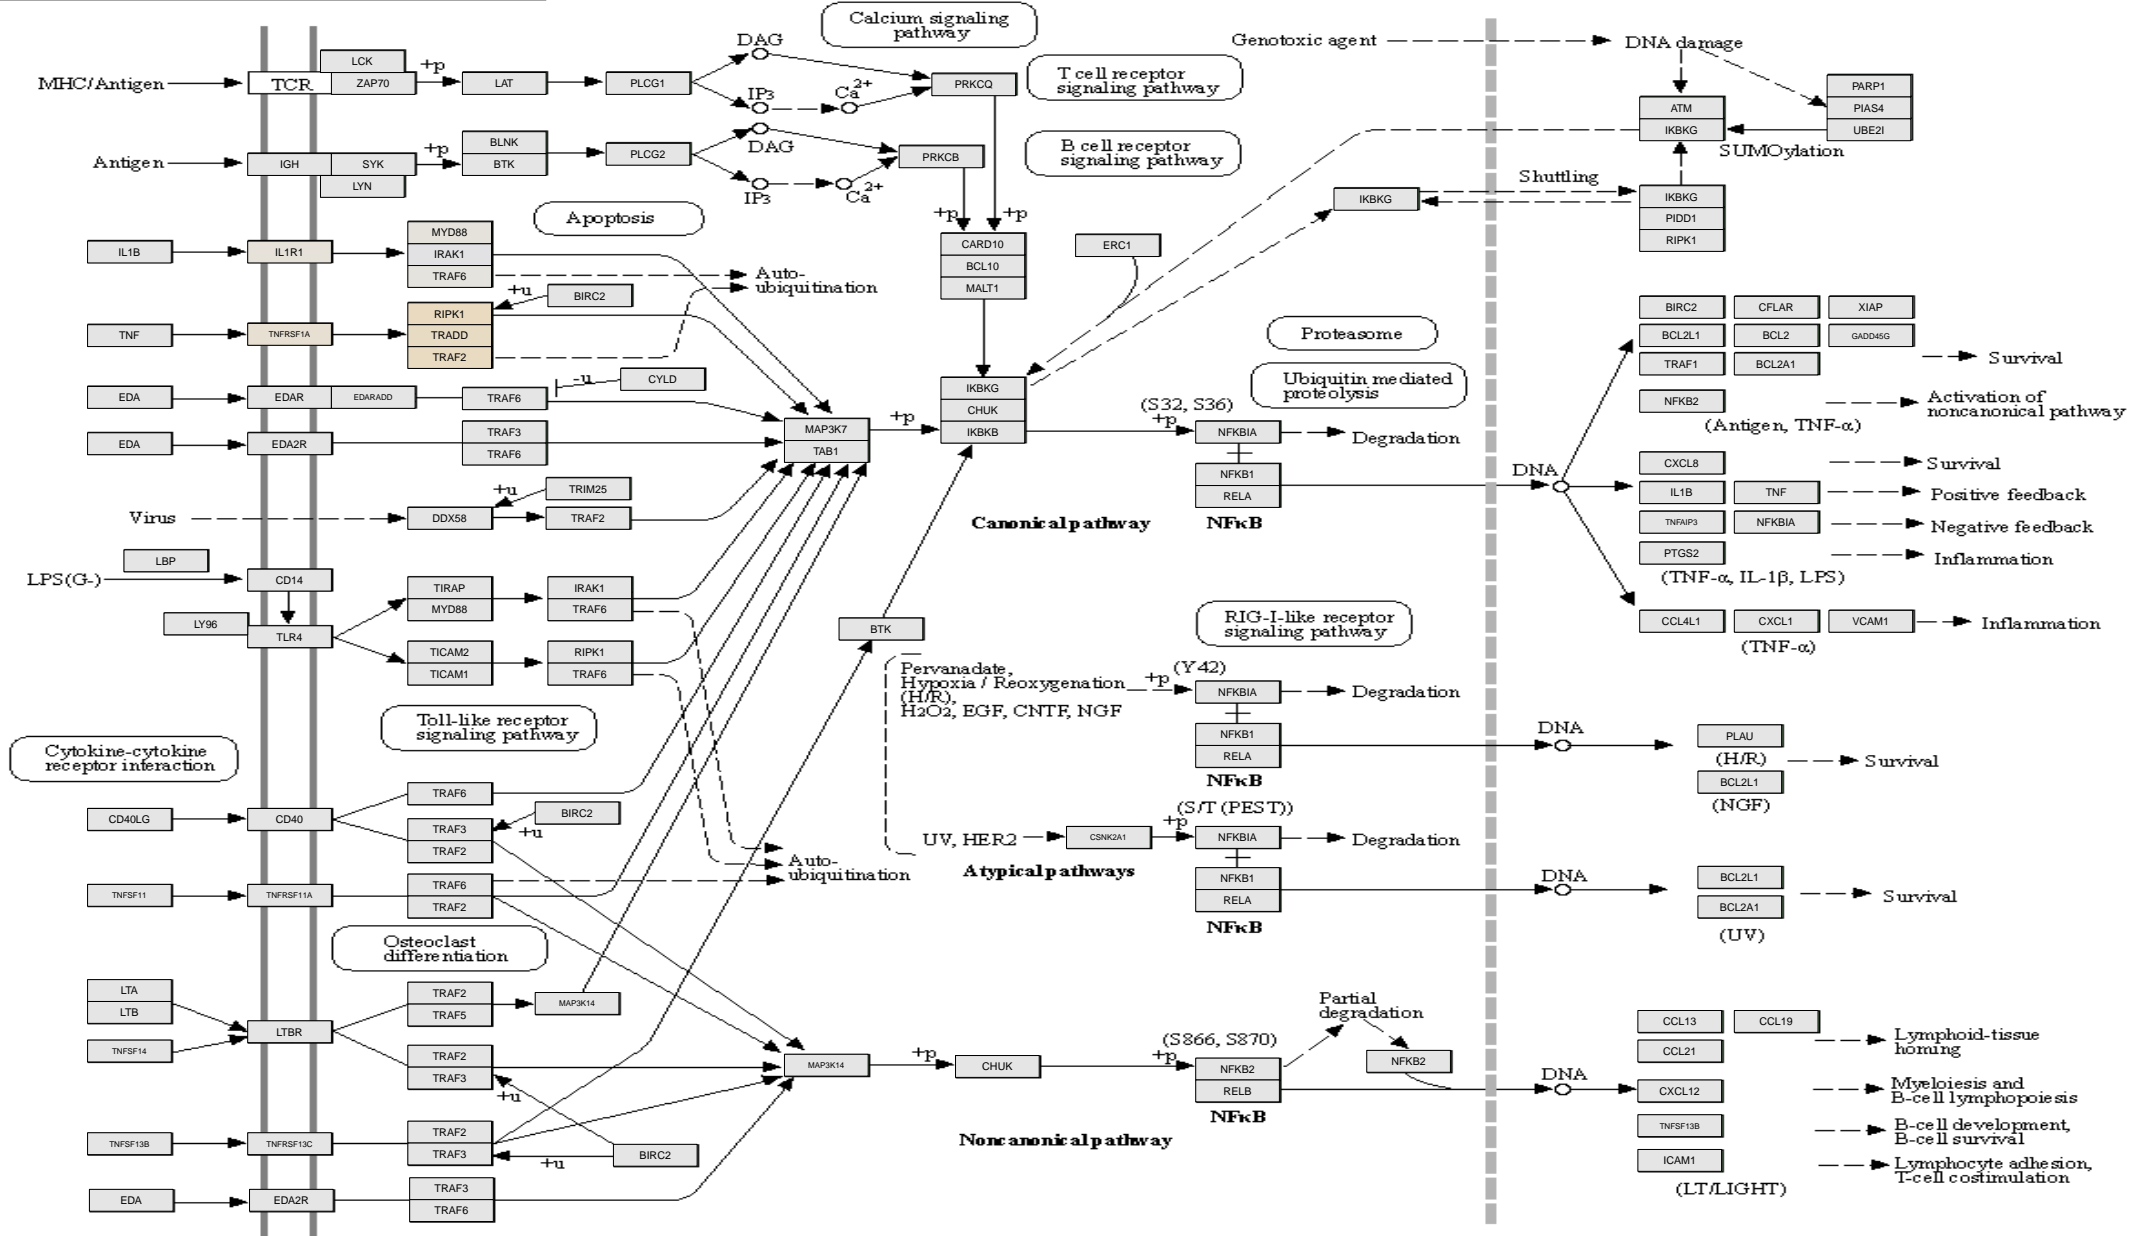 Calcium signaling
pathway
MHC/Antigen
TCR
LCK
ZAP70
+p
LAT
PLCG1
DAG
IP3
Ca2+
PRKCQ
T cell receptor
signaling pathway
Genotoxic agent
DNA damage
ATM
IKBKG
PARP1
PIAS4
UBE2I
SUMOylation
Antigen
IGH
SYK
LYN
+p
BLNK
BTK
PLCG2
DAG
IP3
Ca2+
PRKCB
B cell receptor
signaling pathway
+p
+p
IKBKG
Shuttling
IKBKG
PIDD1
RIPK1
Apoptosis
IL1B
IL1R1
MYD88
IRAK1
TRAF6
Auto-
ubiquitination
CARD10
BCL10
MALT1
ERC1
TNF
TNFRSF1A
RIPK1
TRADD
TRAF2
+u
BIRC2
Proteasome
Ubiquitin mediated
proteolysis
BIRC2
CFLAR
XIAP
BCL2L1
BCL2
GADD45G
TRAF1
BCL2A1
Survival
NFKB2
Activation of
noncanonical pathway
(Antigen, TNF-α)
EDA
EDAR
EDARADD
TRAF6
-u
CYLD
EDA
EDA2R
TRAF3
TRAF6
MAP3K7
TAB1
+p
IKBKG
CHUK
IKBKB
(S32, S36)
+p
NFKBIA
Degradation
NFKB1
RELA
NFκB
Canonical pathway
DNA
CXCL8
Survival
IL1B
TNF
Positive feedback
TNFAIP3
NFKBIA
Negative feedback
PTGS2
Inflammation
(TNF-α, IL-1β, LPS)
CCL4L1
CXCL1
VCAM1
Inflammation
(TNF-α)
Virus
DDX58
+u
TRIM25
TRAF2
LBP
LPS(G-)
CD14
LY96
TLR4
TIRAP
MYD88
IRAK1
TRAF6
TICAM2
TICAM1
RIPK1
TRAF6
BTK
RIG-I-like receptor
signaling pathway
Toll-like receptor
signaling pathway
Cytokine-cytokine
receptor interaction
Pervanadate,
Hypoxia / Reoxygenation
(H/R),
H2O2, EGF, CNTF, NGF
+p
(Y42)
NFKBIA
Degradation
NFKB1
RELA
NFκB
DNA
PLAU
(H/R)
BCL2L1
(NGF)
Survival
CD40LG
CD40
TRAF6
TRAF3
TRAF2
+u
BIRC2
Auto-
ubiquitination
UV, HER2
CSNK2A1
+p
(S/T (PEST))
NFKBIA
Degradation
NFKB1
RELA
NFκB
Atypical pathways
DNA
BCL2L1
BCL2A1
(UV)
Survival
TNFSF11
TNFRSF11A
TRAF6
TRAF2
Osteoclast
differentiation
LTA
LTB
TNFSF14
LTBR
TRAF2
TRAF5
MAP3K14
TRAF2
TRAF3
+u
MAP3K14
+p
CHUK
(S866, S870)
+p
NFKB2
RELB
NFκB
Partial
degradation
NFKB2
DNA
Noncanonical pathway
CCL13
CCL19
CCL21
Lymphoid-tissue
homing
CXCL12
Myeloiesis and
B-cell lymphopoiesis
TNFSF13B
B-cell development,
B-cell survival
ICAM1
Lymphocyte adhesion,
T-cell costimulation
(LT/LIGHT)
TNFSF13B
TNFRSF13C
TRAF2
TRAF3
+u
BIRC2
EDA
EDA2R
TRAF3
TRAF6